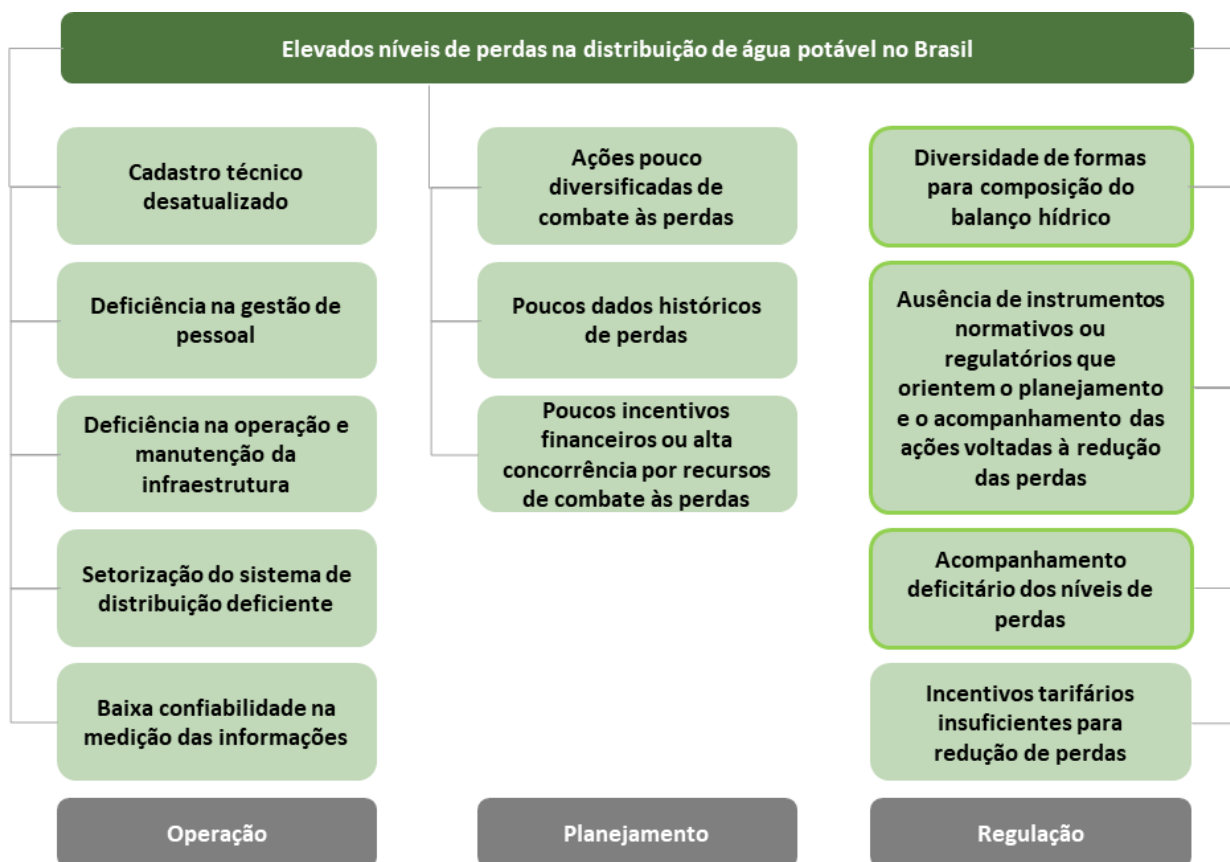 Elevados níveis de perdas na distribuição de água potável no Brasil
Cadastro técnico
desatualizado
Deficiência na gestão de
pessoal
Deficiência na operação e
manutenção da
infraestrutura
Setorização do sistema de
distribuição deficiente
Baixa confiabilidade na
medição das informações
Operação
Ações pouco
diversificadas de
combate às perdas
Poucos dados históricos
de perdas
Poucos incentivos
financeiros ou alta
concorrência por recursos
de combate às perdas
Planejamento
Diversidade de formas
para composição do
balanço hídrico
Ausência de instrumentos
normativos ou
regulatórios que
orientem o planejamento
e o acompanhamento das
ações voltadas à redução
das perdas
Acompanhamento
deficitário dos níveis de
perdas
Incentivos tarifários
insuficientes para
redução de perdas
Regulação